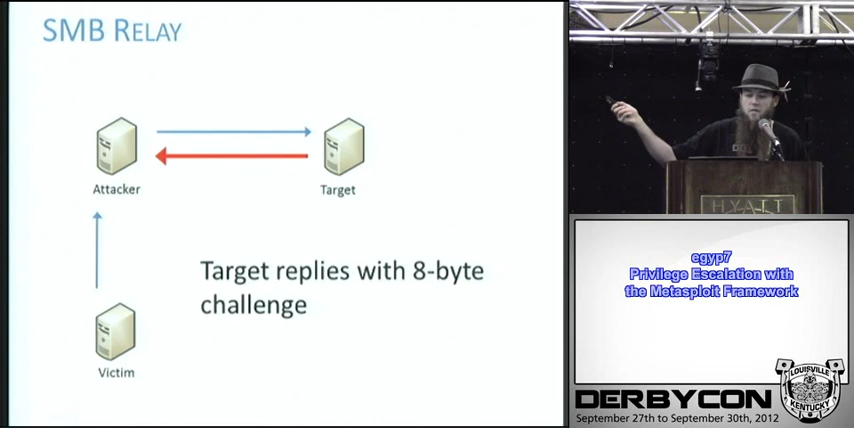 SMB RELAY
Attacker
Target
Target replies with 8-byte
challenge
Victim
HYATT
egyp7
Privilege Escalation with
the Metasploit Framework
DERBYCON
September 27th to September 30th, 2012
LOUISVILLE
KENTUCKY